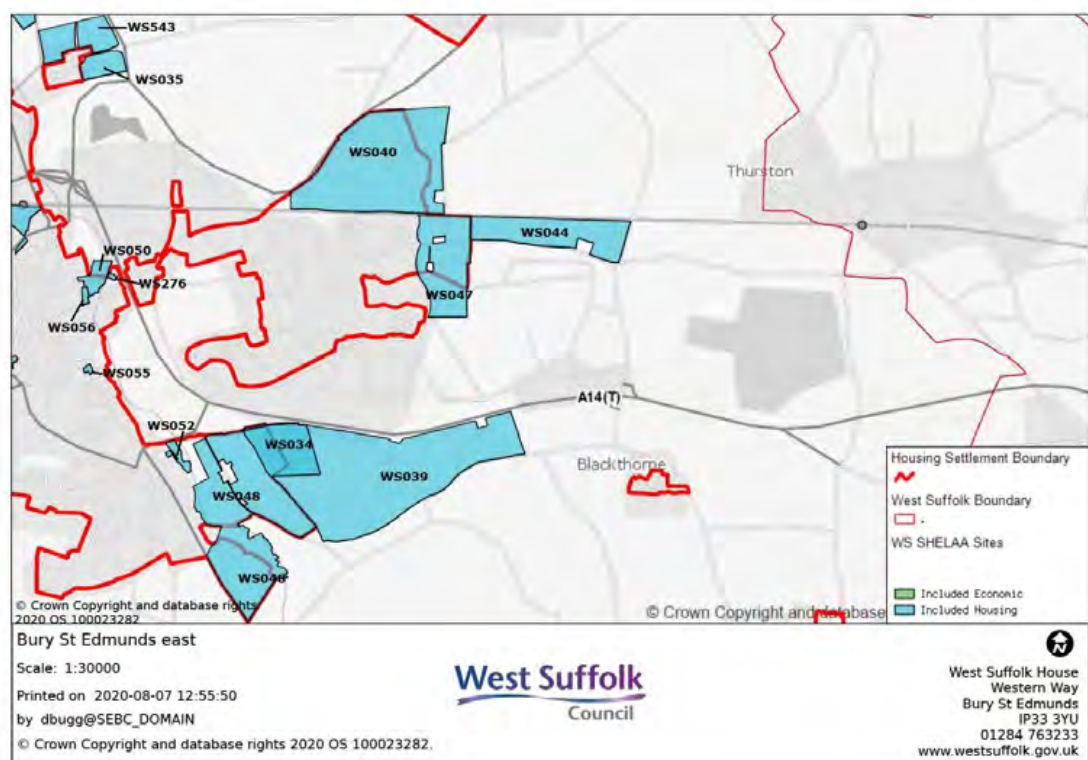 WS543
WS035
WS040
Thurston
WS044
WS050
WS276
WS047
WS056
WS055
A14(T)
WS052
WS034
Blackthorpe
WS039
WS048
WS046
Housing Settlement Boundary
West Suffolk Boundary
.
WS SHELAA Sites
Included Economic
Included Housing
© Crown Copyright and database rights
2020 OS 100023282
© Crown Copyright and database
Bury St Edmunds east
Scale: 1:30000
Printed on 2020-08-07 12:55:50
by dbugg@SEBC_DOMAIN
© Crown Copyright and database rights 2020 OS 100023282.
West Suffolk
Council
N
West Suffolk House
Western Way
Bury St Edmunds
IP33 3YU
01284 763233
www.westsuffolk.gov.uk